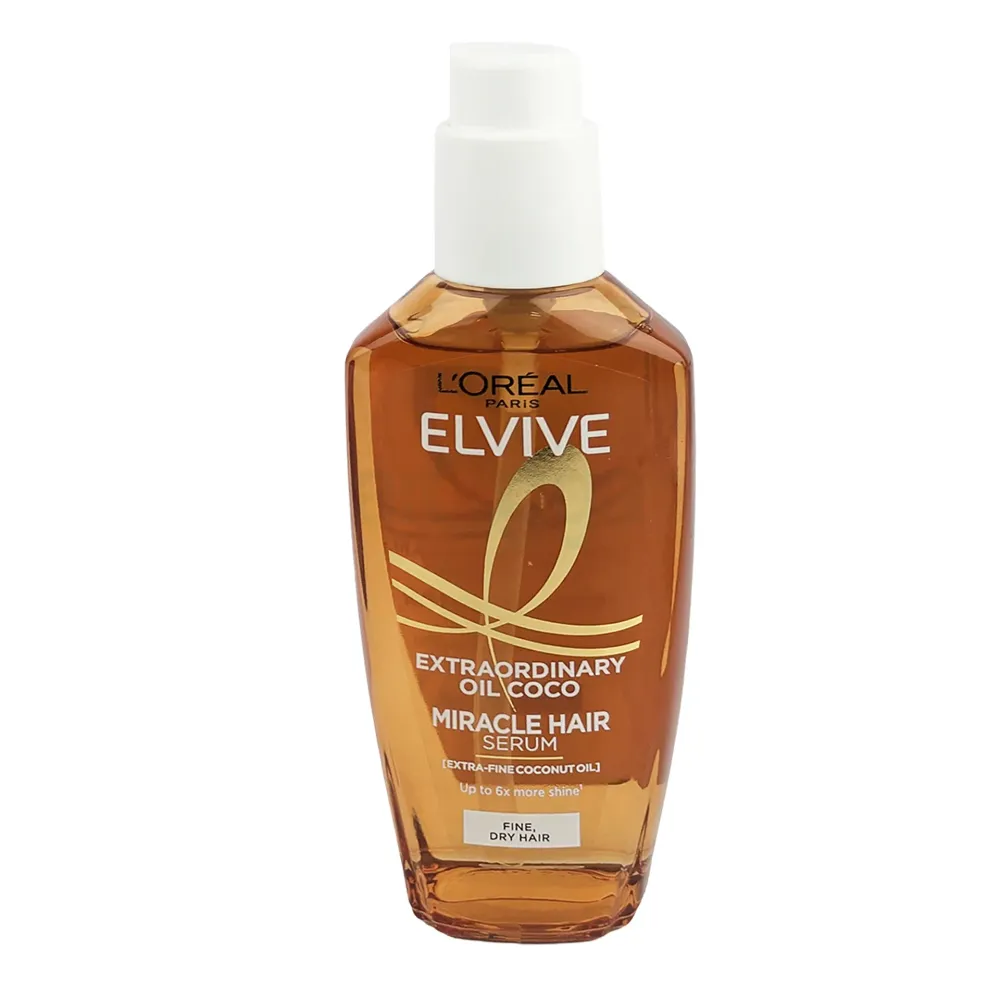 L'ORÉAL
PARIS
ELVIVE
EXTRAORDINARY
OIL COCO
MIRACLE HAIR
SERUM
[EXTRA-FINE COCONUT OIL]
Up to 6x more shine¹
FINE,
DRY HAIR